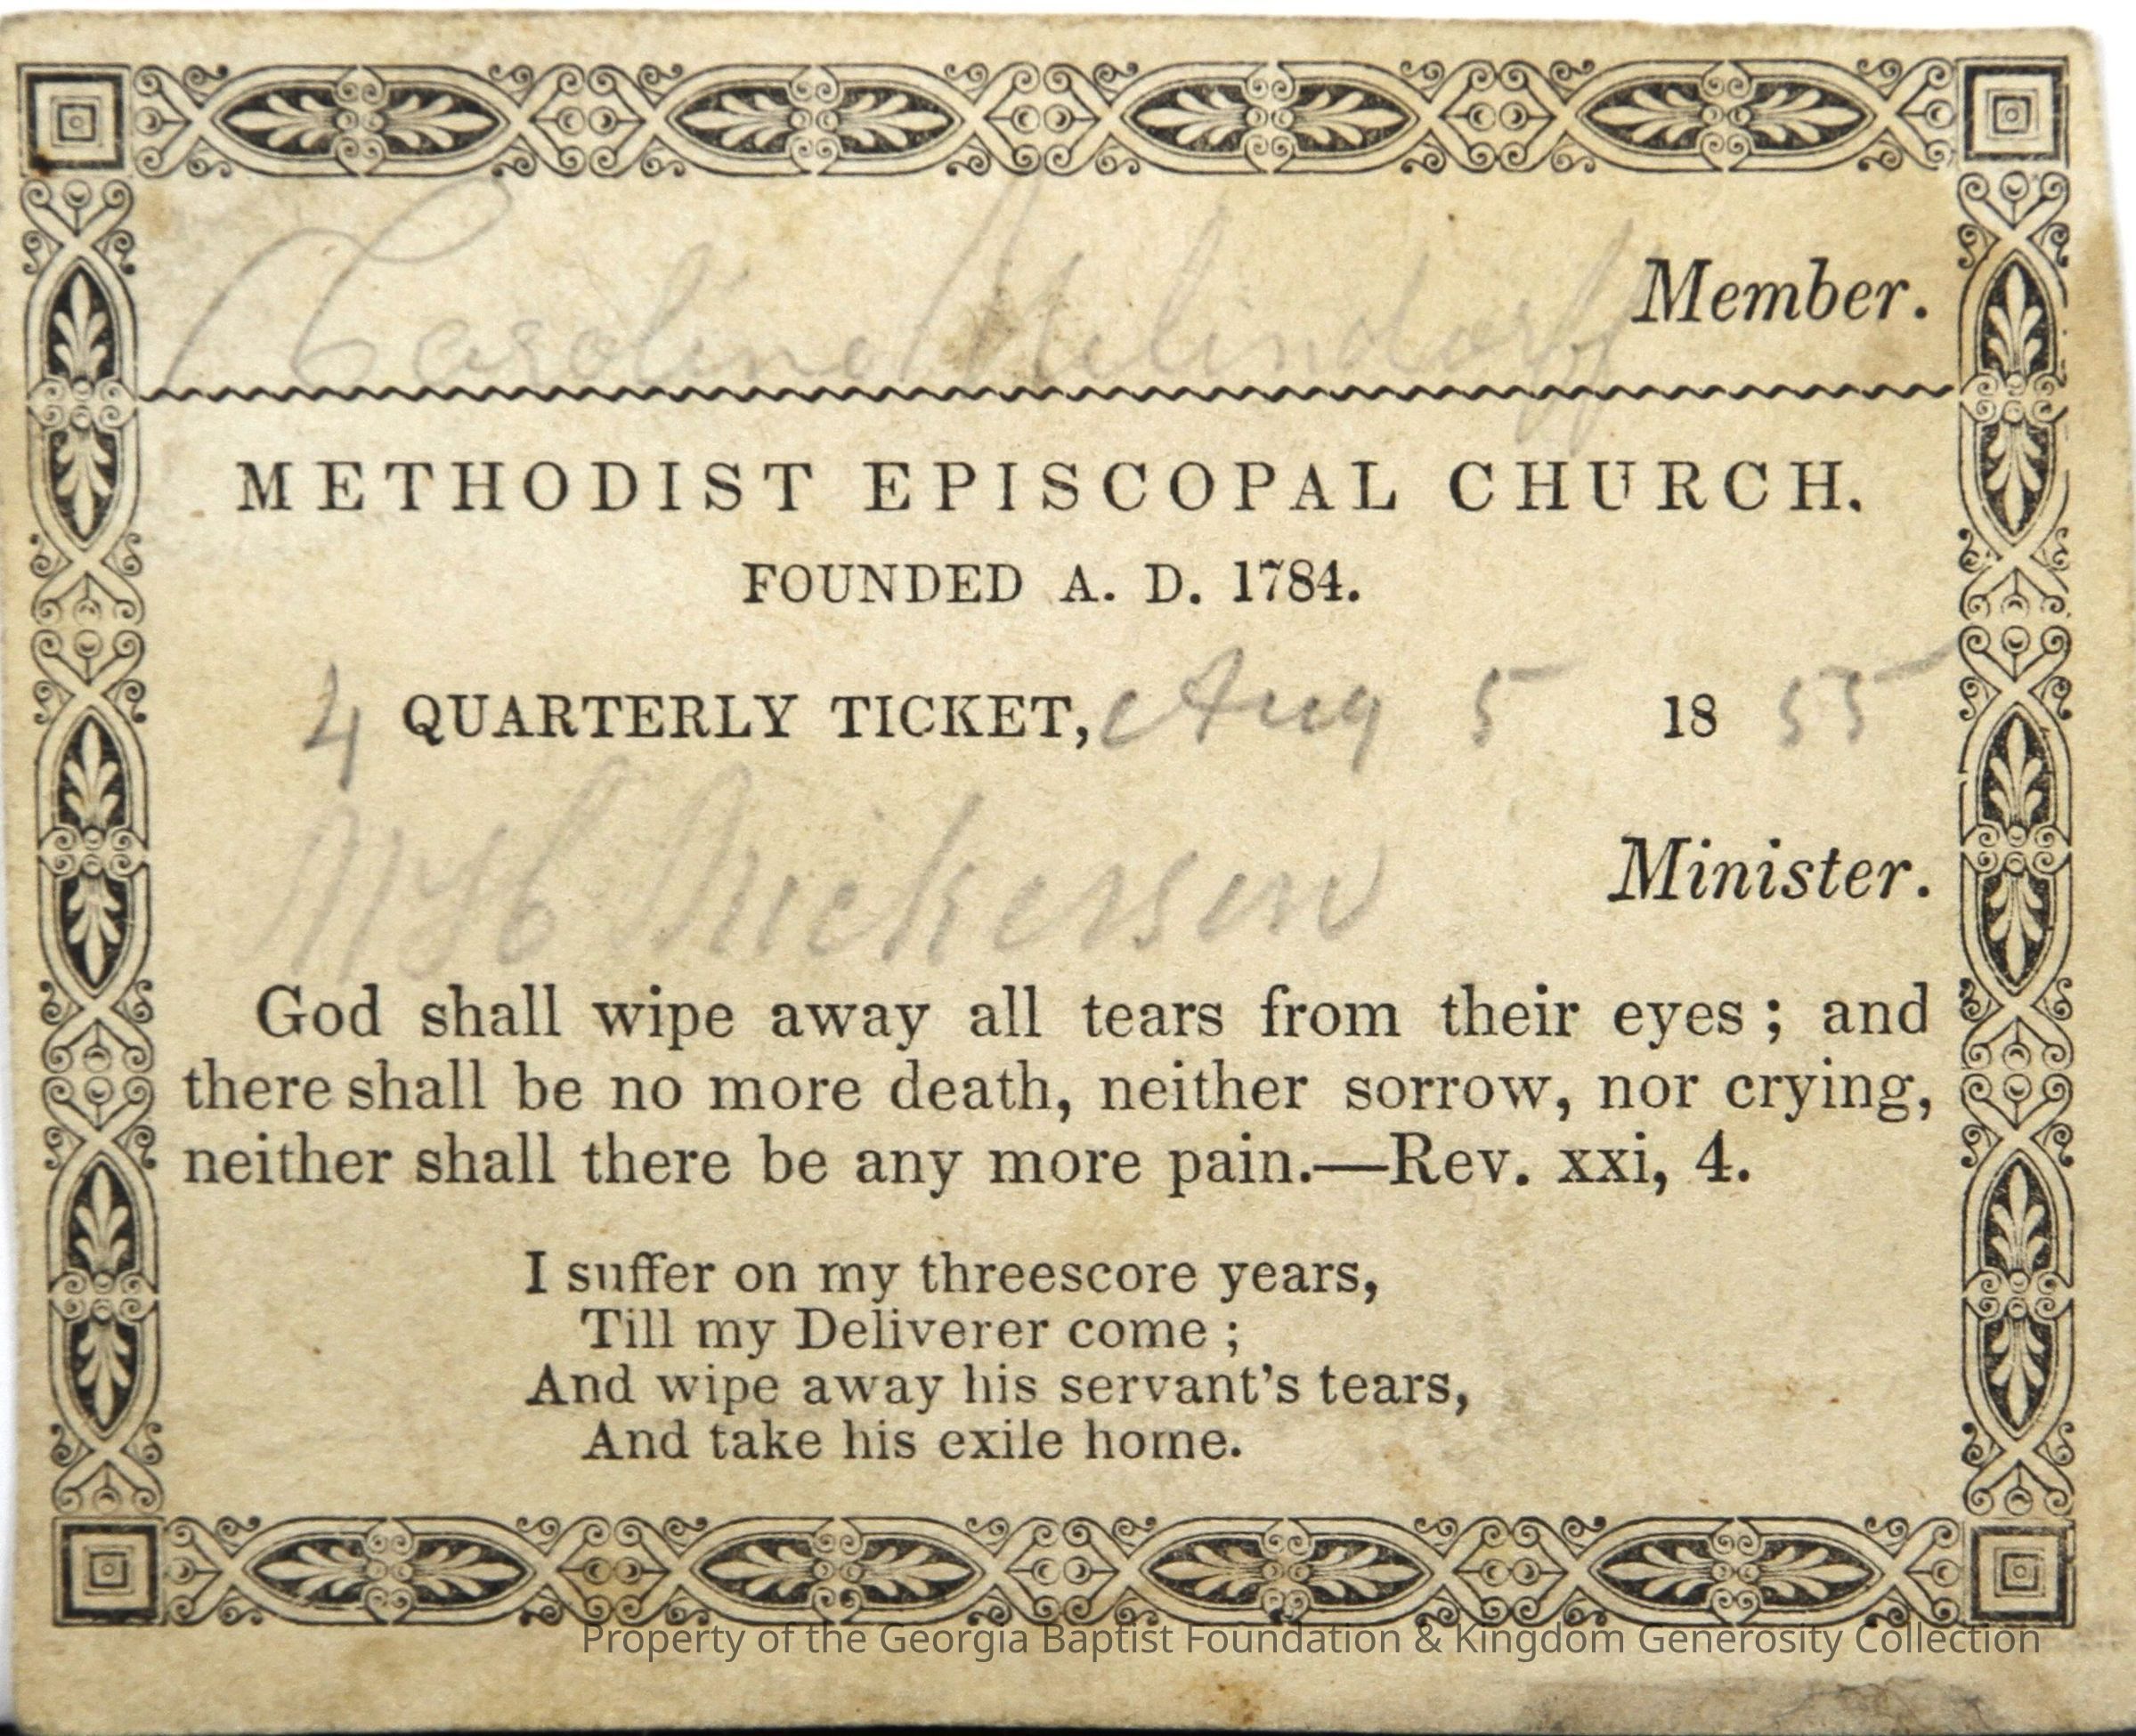 Caroline Member.
METHODIST EPISCOPAL CHURCH.
FOUNDED A. D. 1784.
4 QUARTERLY TICKET, Aug 5 1855
Nickerson Minister.
God shall wipe away all tears from their eyes; and
there shall be no more death, neither sorrow, nor crying,
neither shall there be any more pain.—Rev. xxi, 4.
I suffer on my threescore years,
Till my Deliverer come;
And wipe away his servant's tears,
And take his exile home.
Property of the Georgia Baptist Foundation & Kingdom Generosity Collection